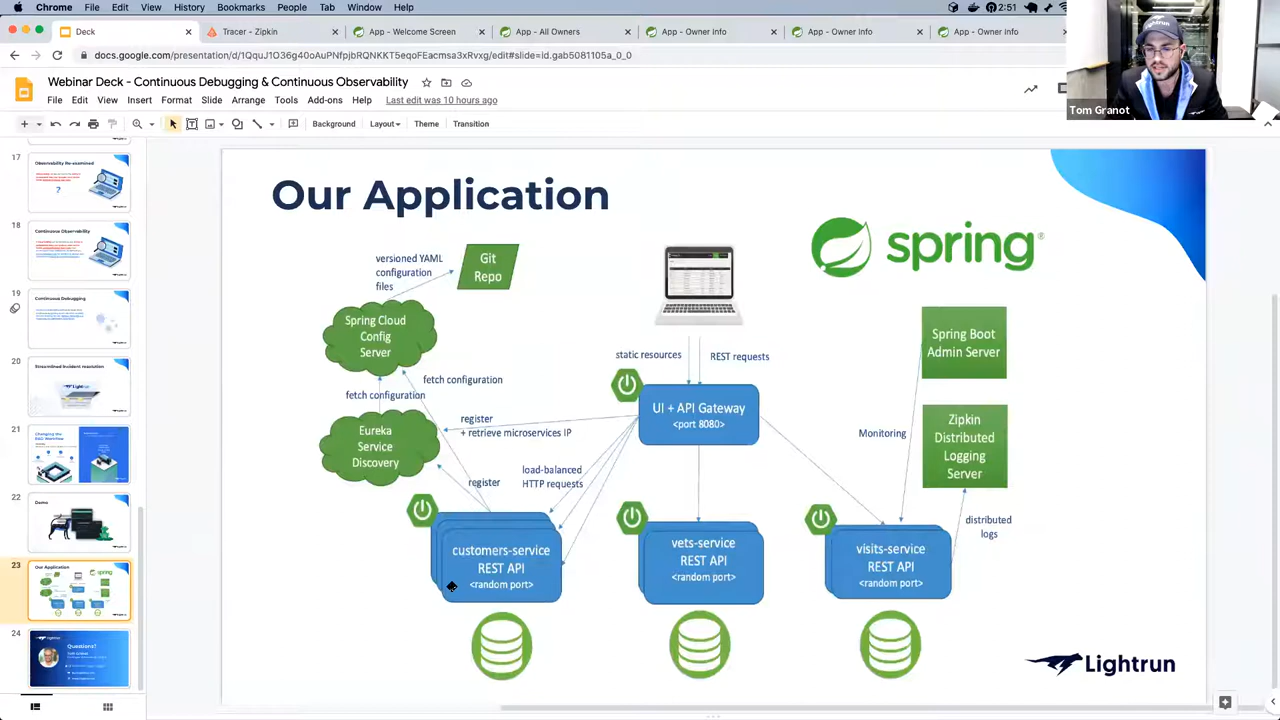 Chrome File Edit View History Bookmarks People Tab Window Help
2:51
Deck
Tracer - Zipkin
App - All Owners
App - Owner Info
App - Owner Info
App - Owner Info
Webinar Deck - Continuous Debugging & Continuous Observability
File Edit View Insert Format Slide Arrange Tools Add-ons Help
Last edit was 10 hours ago
Background
Transition
Tom Granot
17
Observability Re-examined
?
18
Continuous Observability
19
Continuous Debugging
20
Streamlined Incident Resolution
Lightrun
21
Changing the
22
Demo
23
Our Application
24
Questions?
Our Application
spring
versioned YAML
configuration
files
Git
Repo
Spring Cloud
Config
Server
fetch configuration
fetch configuration
Eureka
Service
Discovery
static resources
REST requests
UI + API Gateway
<port 8080>
register
+ retrieve microservices IP
load-balanced
HTTP requests
register
Spring Boot
Admin Server
Monitoring
Zipkin
Distributed
Logging
Server
distributed
logs
customers-service
REST API
<random port>
vets-service
REST API
<random port>
visits-service
REST API
<random port>
Lightrun